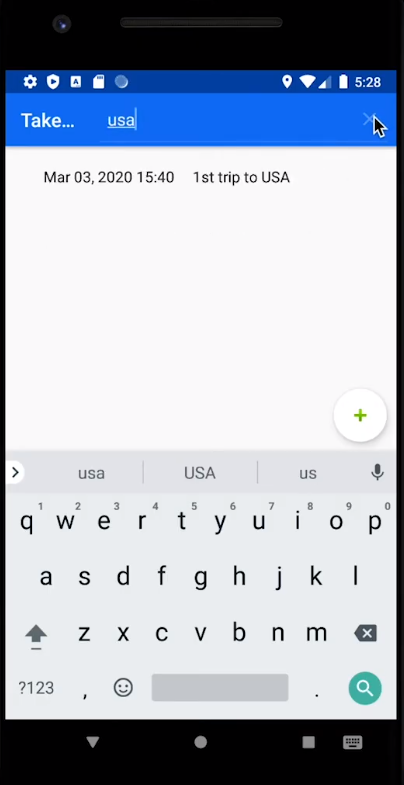 5:28
Take... usa
Mar 03, 2020 15:40 1st trip to USA
+
usa USA us
1 2 3 4 5 6 7 8 9 0
q w e r t y u i o p
a s d f g h j k l
z x c v b n m
?123 , .